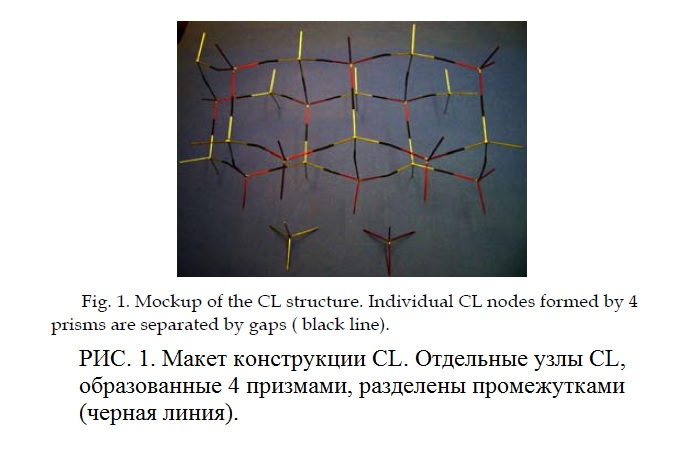 Fig. 1. Mockup of the CL structure. Individual CL nodes formed by 4
prisms are separated by gaps ( black line).
РИС. 1. Макет конструкции CL. Отдельные узлы CL,
образованные 4 призмами, разделены промежутками
(черная линия).